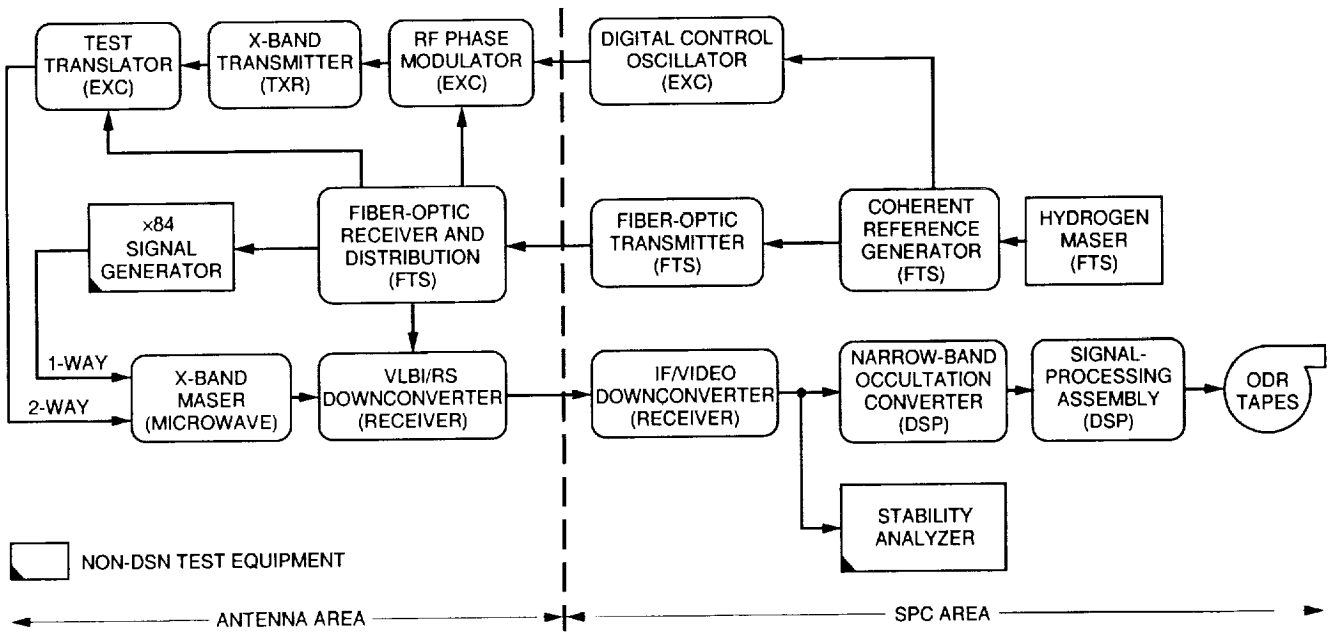 TEST
TRANSLATOR
(EXC)
X-BAND
TRANSMITTER
(TXR)
RF PHASE
MODULATOR
(EXC)
DIGITAL CONTROL
OSCILLATOR
(EXC)
×84
SIGNAL
GENERATOR
FIBER-OPTIC
RECEIVER AND
DISTRIBUTION
(FTS)
FIBER-OPTIC
TRANSMITTER
(FTS)
COHERENT
REFERENCE
GENERATOR
(FTS)
HYDROGEN
MASER
(FTS)
1-WAY
2-WAY
X-BAND
MASER
(MICROWAVE)
VLBI/RS
DOWNCONVERTER
(RECEIVER)
IF/VIDEO
DOWNCONVERTER
(RECEIVER)
NARROW-BAND
OCCULTATION
CONVERTER
(DSP)
SIGNAL-
PROCESSING
ASSEMBLY
(DSP)
ODR
TAPES
STABILITY
ANALYZER
NON-DSN TEST EQUIPMENT
ANTENNA AREA
SPC AREA